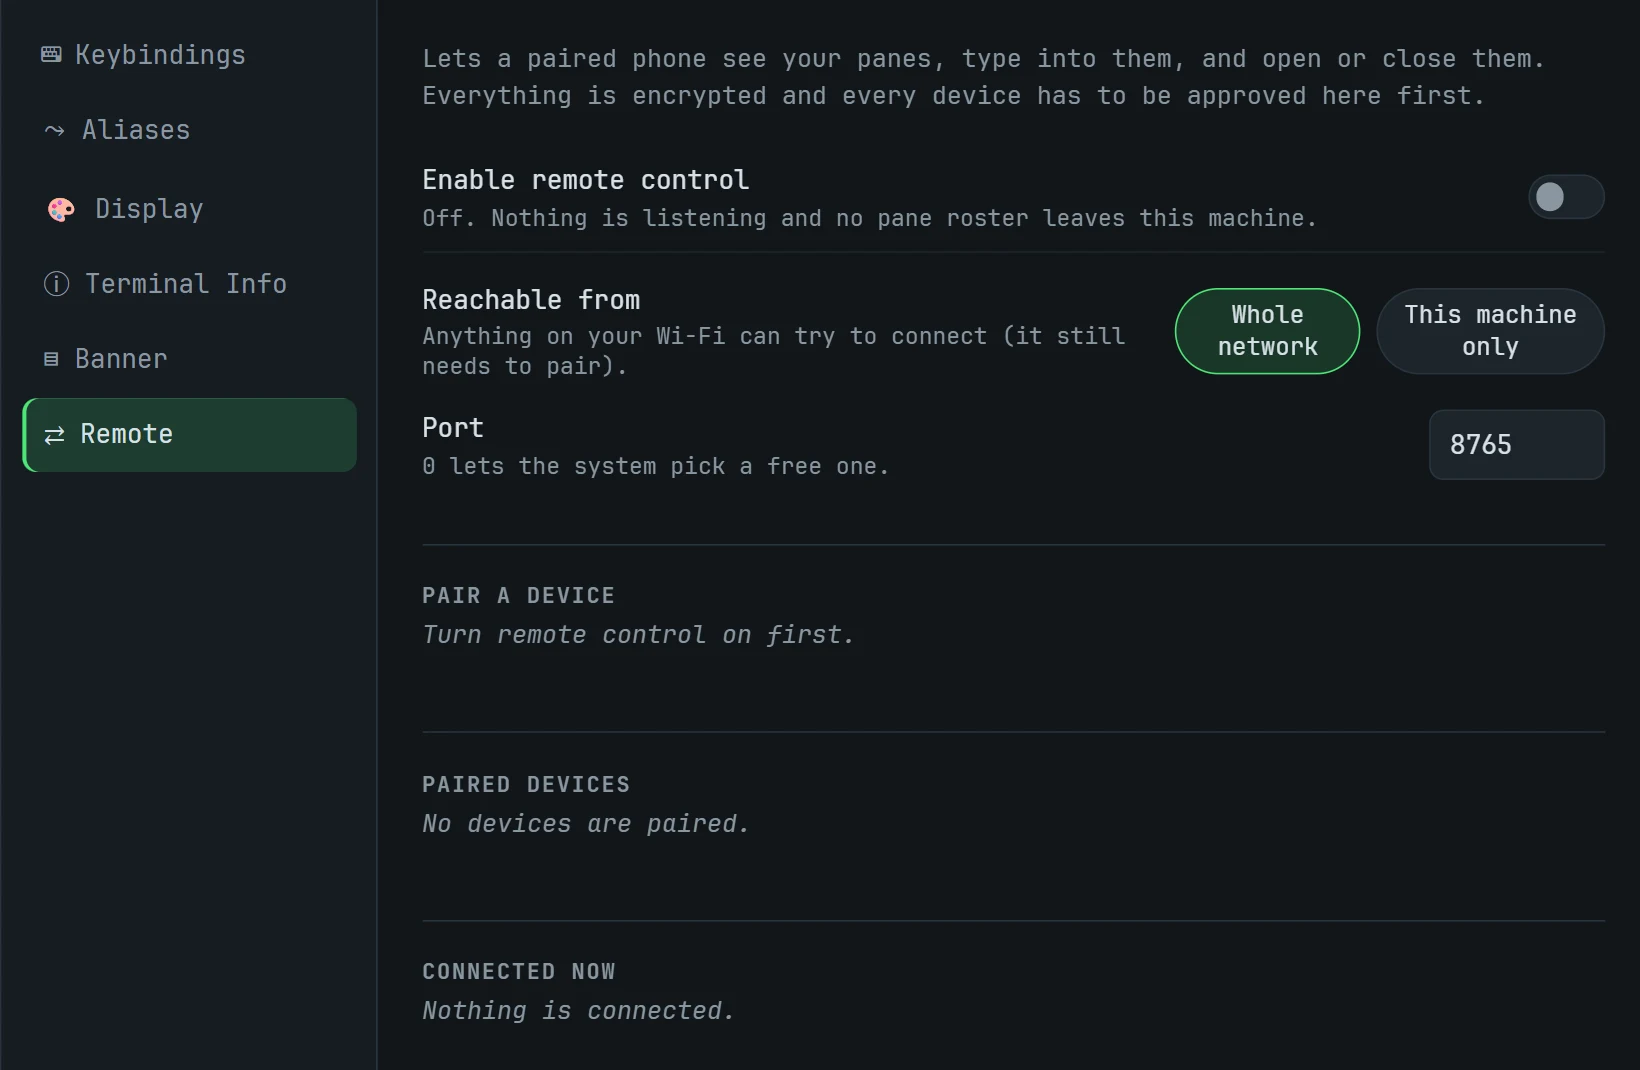 Keybindings
Aliases
Display
Terminal Info
Banner
Remote
Lets a paired phone see your panes, type into them, and open or close them.
Everything is encrypted and every device has to be approved here first.
Enable remote control
Off. Nothing is listening and no pane roster leaves this machine.
Reachable from
Anything on your Wi-Fi can try to connect (it still
needs to pair).
Whole
network
This machine
only
Port
0 lets the system pick a free one.
8765
PAIR A DEVICE
Turn remote control on first.
PAIRED DEVICES
No devices are paired.
CONNECTED NOW
Nothing is connected.